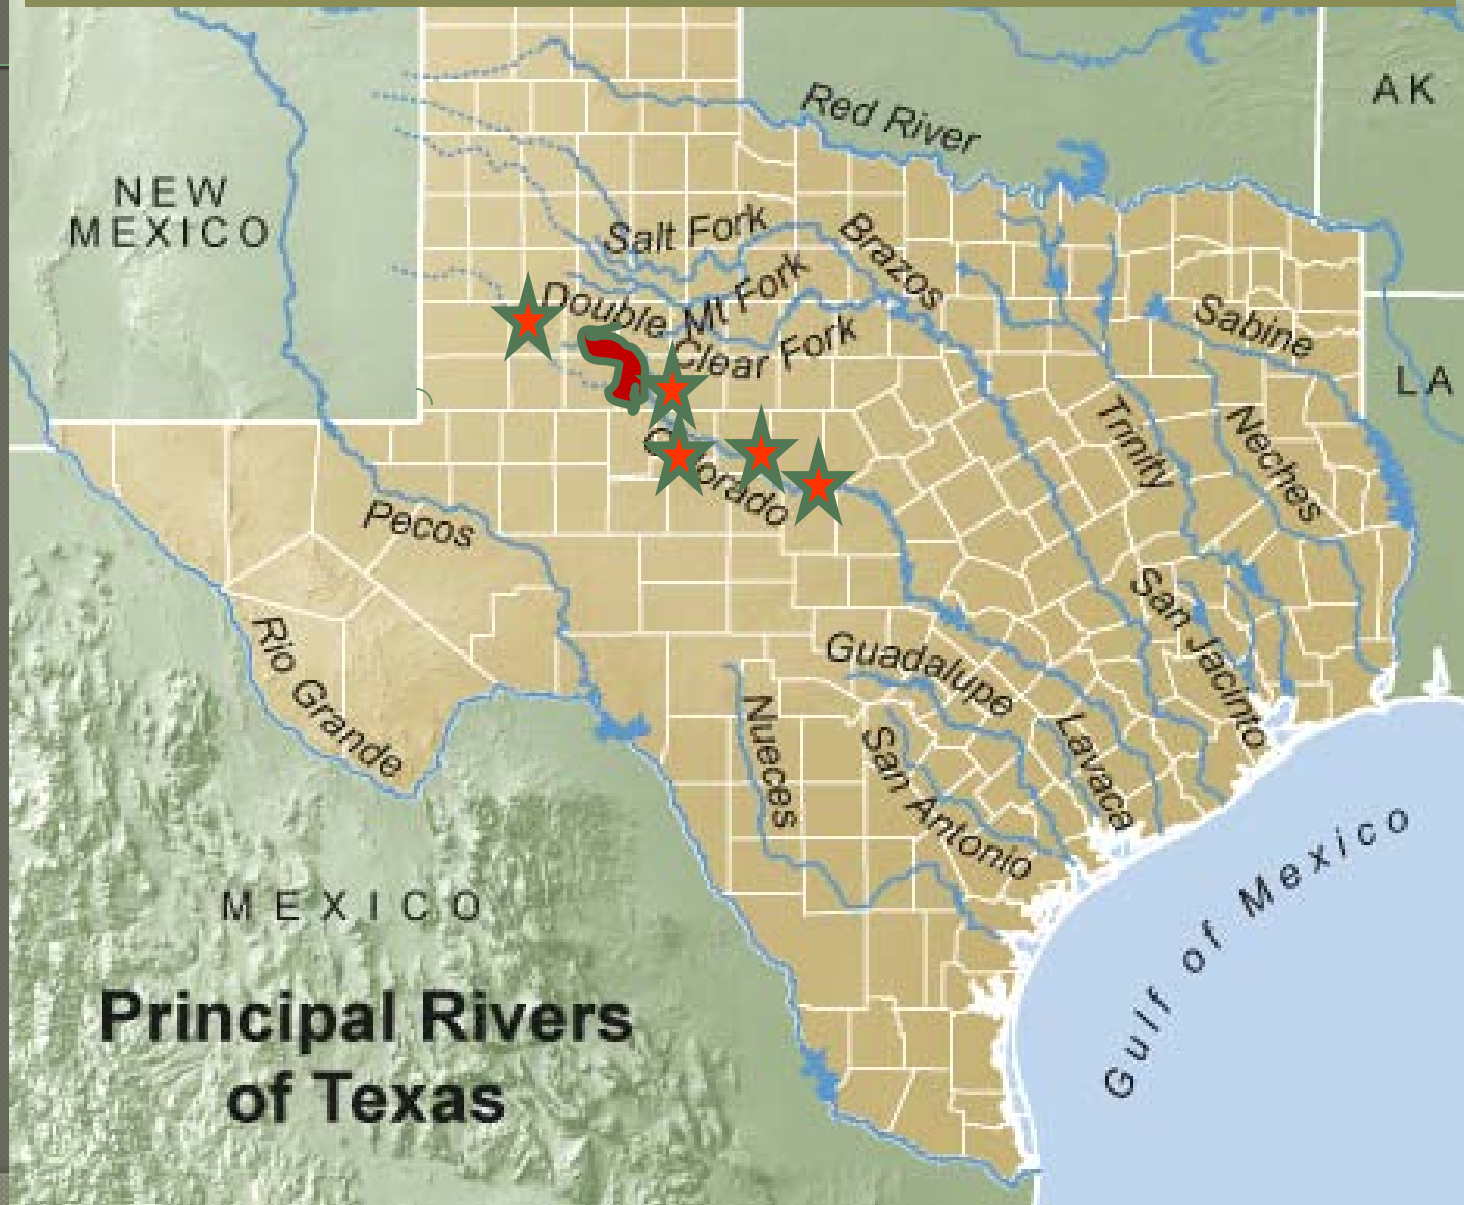 Red River
AK
NEW
MEXICO
Salt Fork
Brazos
Double Mt Fork
Clear Fork
Sabine
LA
Colorado
Trinity
Neches
Pecos
San Jacinto
Rio Grande
Guadalupe
Nueces
San Antonio
Lavaca
MEXICO
Gulf of Mexico
Principal Rivers
of Texas